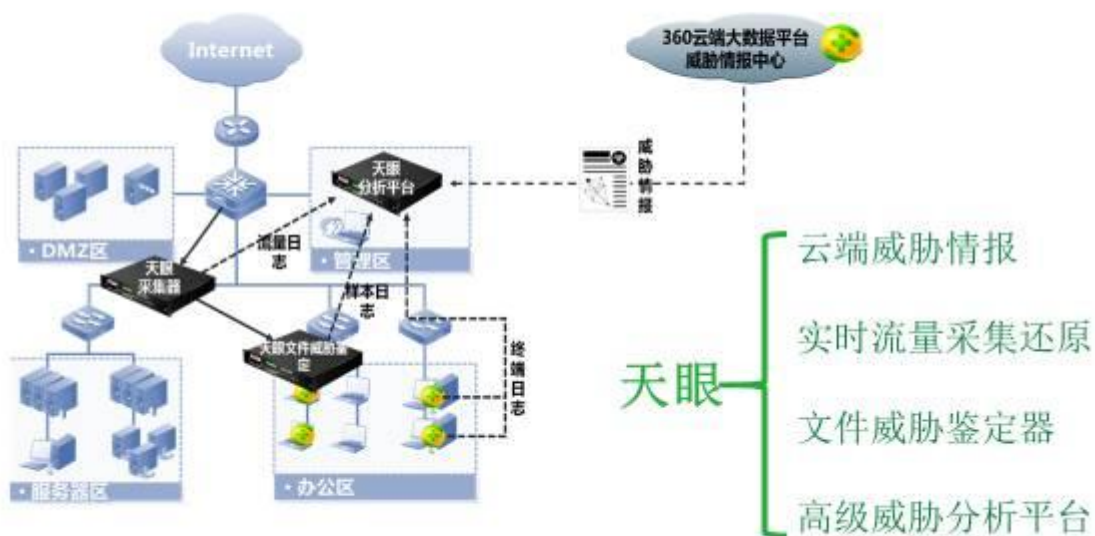 Internet
360云端大数据平台
威胁情报中心
威
胁
情
报
天眼
分析平台
流量日
志
· DMZ区
· 管理区
天眼
采集器
样本日
志
天眼文件威胁鉴
定
终
端
日
志
· 服务器区
· 办公区
天眼
云端威胁情报
实时流量采集还原
文件威胁鉴定器
高级威胁分析平台